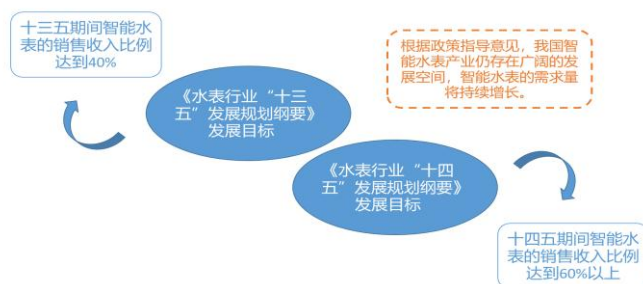 十三五期间智能水
表的销售收入比例
达到40%
根据政策指导意见，我国智
能水表产业仍存在广阔的发
展空间，智能水表的需求量
将持续增长。
《水表行业“十三
五”发展规划纲要》
发展目标
《水表行业“十四
五”发展规划纲要》
发展目标
十四五期间智能水
表的销售收入比例
达到60%以上